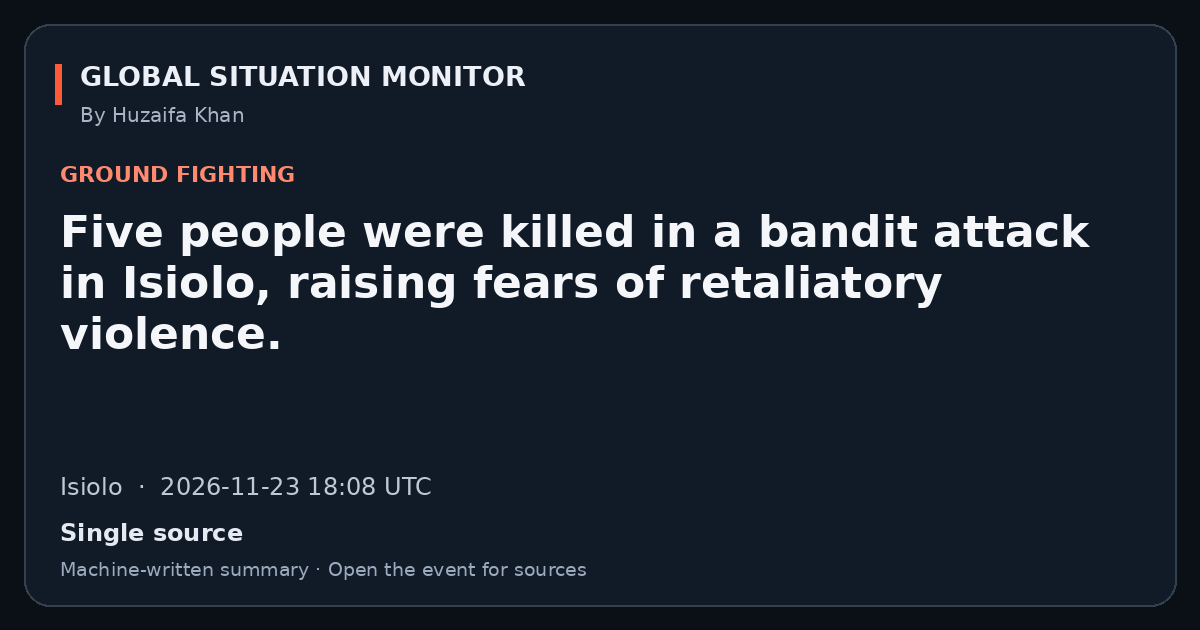 GLOBAL SITUATION MONITOR
By Huzaifa Khan
GROUND FIGHTING
Five people were killed in a bandit attack
in Isiolo, raising fears of retaliatory
violence.
Isiolo · 2026-11-23 18:08 UTC
Single source
Machine-written summary · Open the event for sources